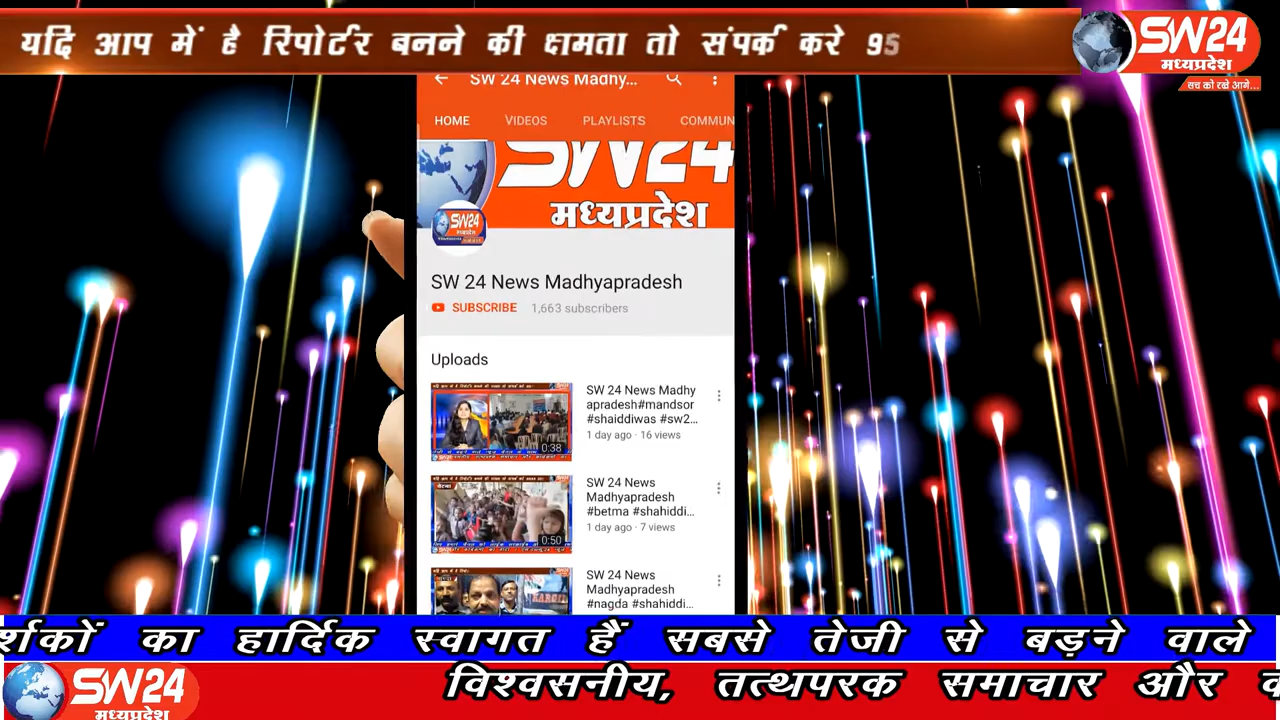 यदि आप में है रिपोर्टर बनने की क्षमता तो संपर्क करे 95
SW24
मध्यप्रदेश
सच को रखे आगे...
SW 24 News Madhy...
HOME VIDEOS PLAYLISTS COMMUN
SW24
मध्यप्रदेश
SW24
SW 24 News Madhyapradesh
SUBSCRIBE 1,663 subscribers
Uploads
SW 24 News Madhy
apradesh#mandsor
#shaiddiwas #sw2...
1 day ago · 16 views
0:38
SW 24 News
Madhyapradesh
#betma #shahiddi...
1 day ago · 7 views
0:50
SW 24 News
Madhyapradesh
#nagda #shahiddi...
र्शकों का हार्दिक स्वागत हैं सबसे तेजी से बड़ने वाले
SW24
मध्यप्रदेश
विश्वसनीय, तत्थपरक समाचार और